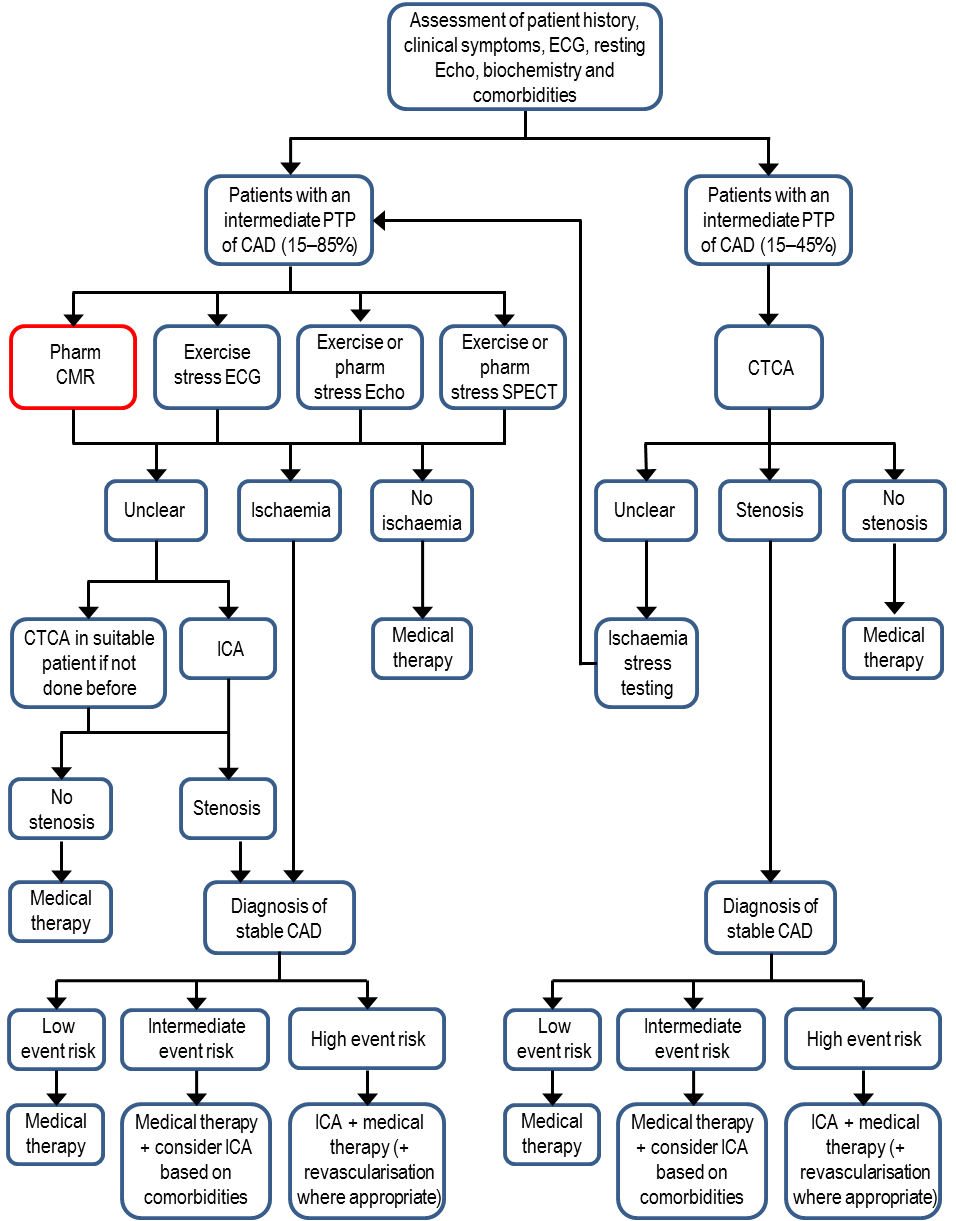 Assessment of patient history,
clinical symptoms, ECG, resting
Echo, biochemistry and
comorbidities
Patients with an
intermediate PTP
of CAD (15–85%)
Patients with an
intermediate PTP
of CAD (15–45%)
Pharm
CMR
Exercise
stress ECG
Exercise or
pharm
stress Echo
Exercise or
pharm
stress SPECT
CTCA
Unclear
Ischaemia
No
ischaemia
Unclear
Stenosis
No
stenosis
CTCA in suitable
patient if not
done before
ICA
Medical
therapy
Ischaemia
stress
testing
Medical
therapy
No
stenosis
Stenosis
Medical
therapy
Diagnosis of
stable CAD
Diagnosis of
stable CAD
Low
event risk
Intermediate
event risk
High event risk
Low
event risk
Intermediate
event risk
High event risk
Medical
therapy
Medical therapy
+ consider ICA
based on
comorbidities
ICA + medical
therapy (+
revascularisation
where appropriate)
Medical
therapy
Medical therapy
+ consider ICA
based on
comorbidities
ICA + medical
therapy (+
revascularisation
where appropriate)